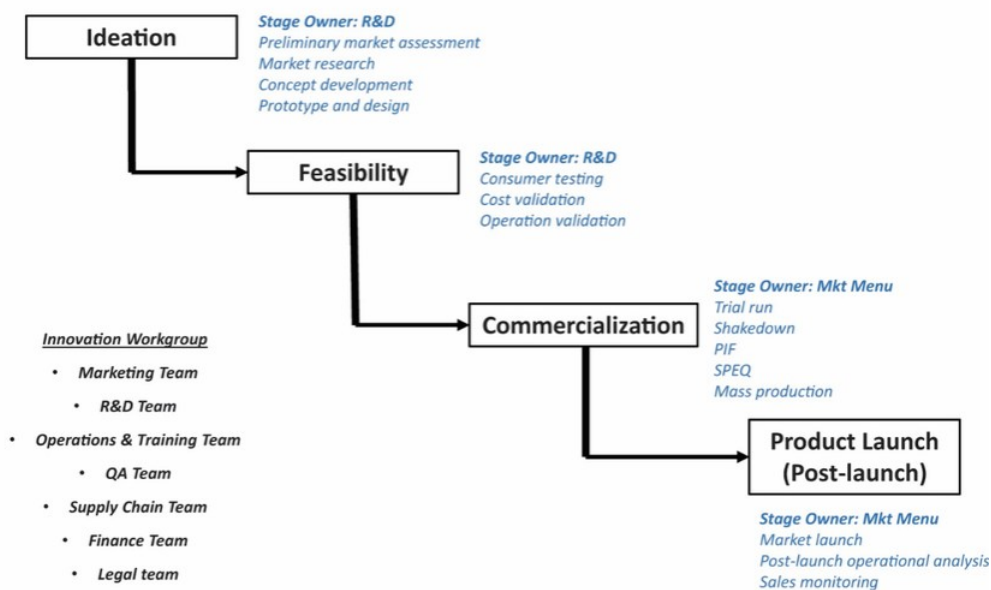 Ideation
Stage Owner: R&D
Preliminary market assessment
Market research
Concept development
Prototype and design
Feasibility
Stage Owner: R&D
Consumer testing
Cost validation
Operation validation
Commercialization
Stage Owner: Mkt Menu
Trial run
Shakedown
PIF
SPEQ
Mass production
Product Launch
(Post-launch)
Stage Owner: Mkt Menu
Market launch
Post-launch operational analysis
Sales monitoring
Innovation Workgroup
• Marketing Team
• R&D Team
• Operations & Training Team
• QA Team
• Supply Chain Team
• Finance Team
• Legal team